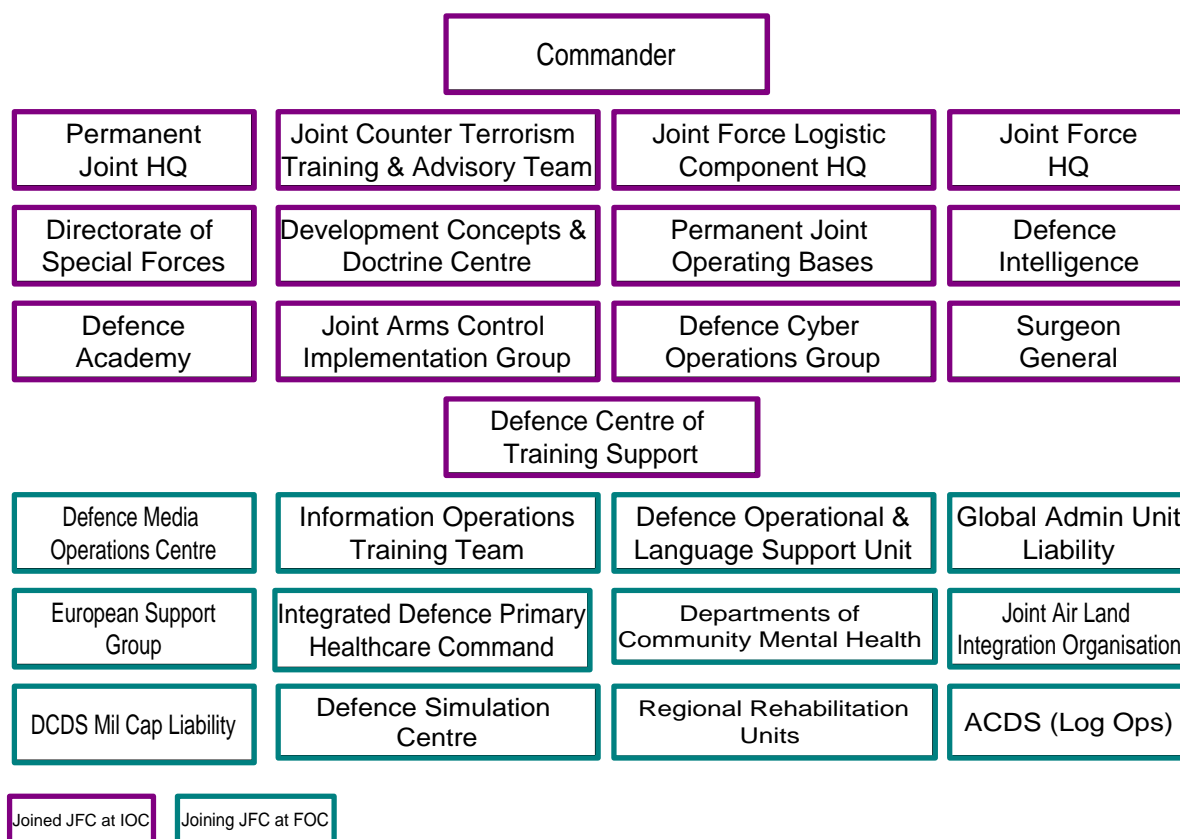 Commander
Permanent
Joint HQ
Joint Counter Terrorism
Training & Advisory Team
Joint Force Logistic
Component HQ
Joint Force
HQ
Directorate of
Special Forces
Development Concepts &
Doctrine Centre
Permanent Joint
Operating Bases
Defence
Intelligence
Defence
Academy
Joint Arms Control
Implementation Group
Defence Cyber
Operations Group
Surgeon
General
Defence Centre of
Training Support
Defence Media
Operations Centre
Information Operations
Training Team
Defence Operational &
Language Support Unit
Global Admin Unit
Liability
European Support
Group
Integrated Defence Primary
Healthcare Command
Departments of
Community Mental Health
Joint Air Land
Integration Organisation
DCDS Mil Cap Liability
Defence Simulation
Centre
Regional Rehabilitation
Units
ACDS (Log Ops)
Joined JFC at IOC
Joining JFC at FOC